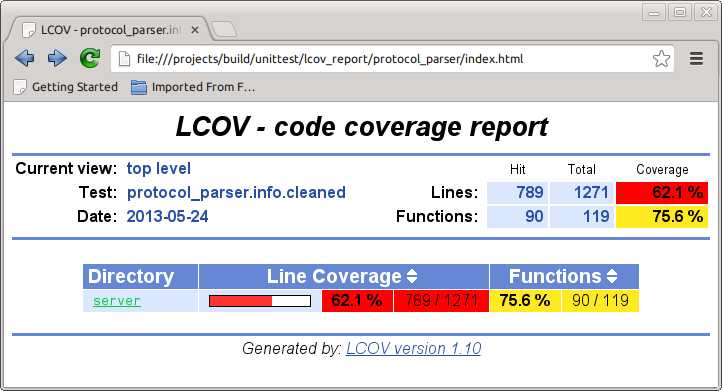 LCOV - protocol_parser.inf
file:///projects/build/unittest/lcov_report/protocol_parser/index.html
Getting Started Imported From F...
LCOV - code coverage report
Current view: top level Hit Total Coverage
Test: protocol_parser.info.cleaned Lines: 789 1271 62.1 %
Date: 2013-05-24 Functions: 90 119 75.6 %
Directory Line Coverage Functions
server 62.1 % 789 / 1271 75.6 % 90 / 119
Generated by: LCOV version 1.10